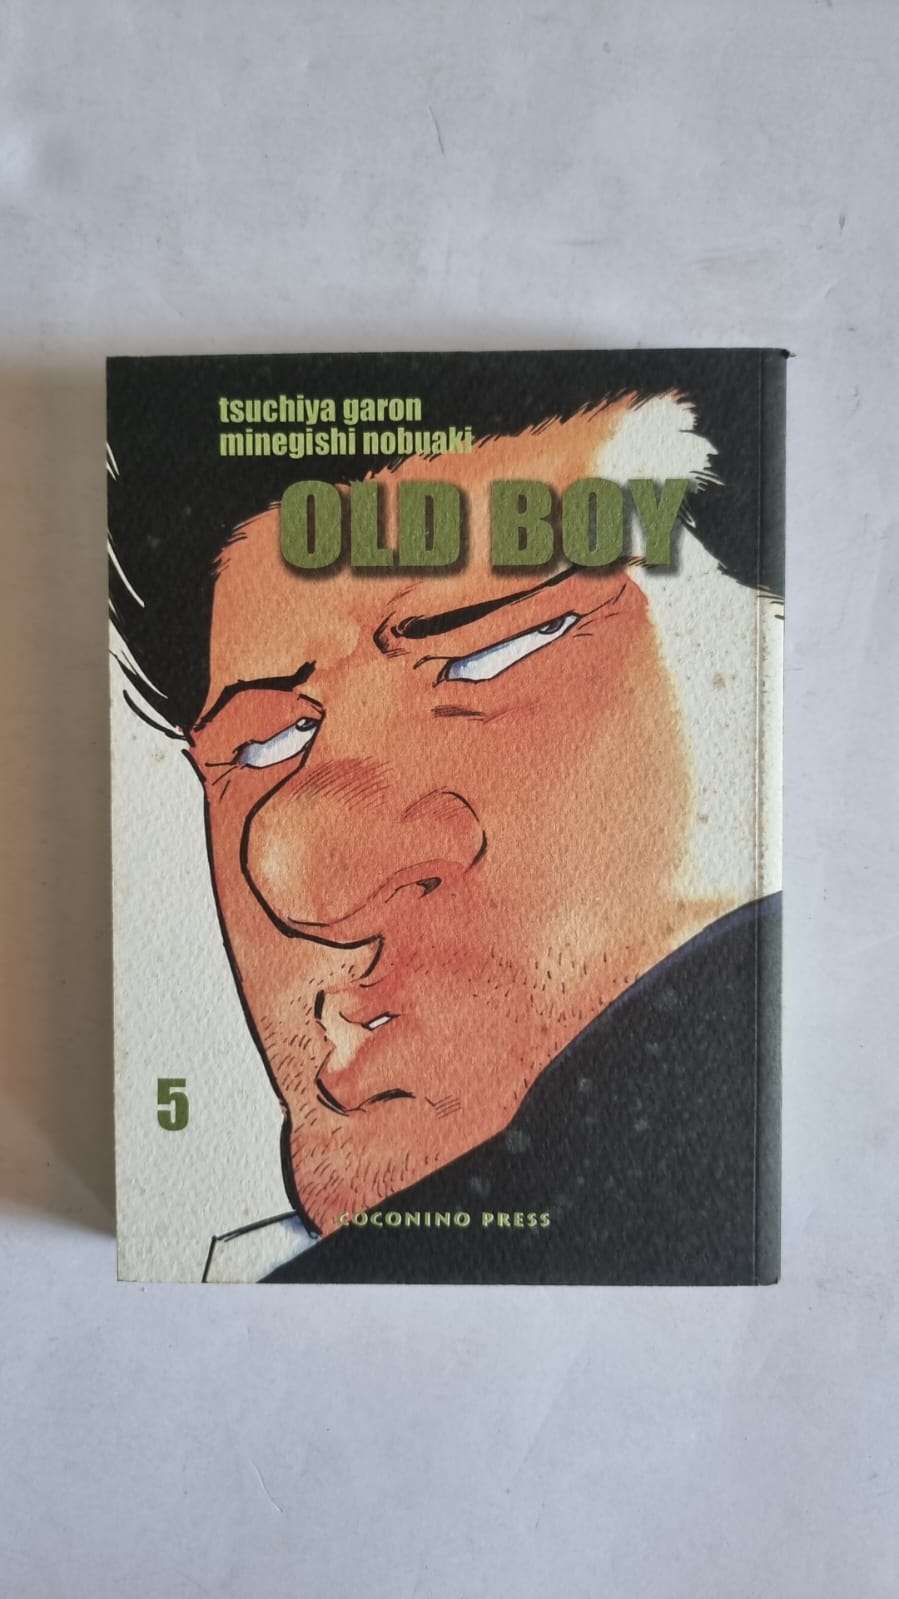 tsuchiya garon
minegishi nobuaki
OLD BOY
5
COCONINO PRESS